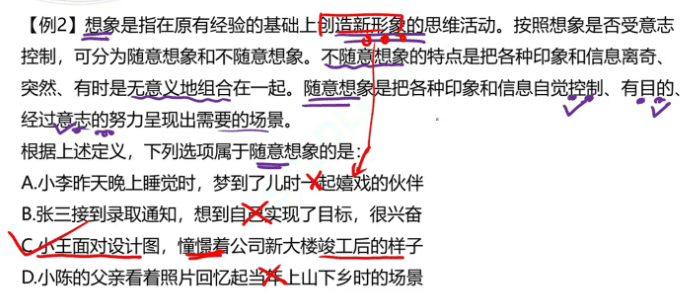 【例2】想象是指在原有经验的基础上创造新形象的思维活动。按照想象是否受意志
控制，可分为随意想象和不随意想象。不随意想象的特点是把各种印象和信息离奇、
突然、有时是无意义地组合在一起。随意想象是把各种印象和信息自觉控制、有目的、
经过意志的努力呈现出需要的场景。
根据上述定义，下列选项属于随意想象的是：
A.小李昨天晚上睡觉时，梦到了儿时一起嬉戏的伙伴
B.张三接到录取通知，想到自己实现了目标，很兴奋
C.小王面对设计图，憧憬着公司新大楼竣工后的样子
D.小陈的父亲看着照片回忆起当年上山下乡时的场景